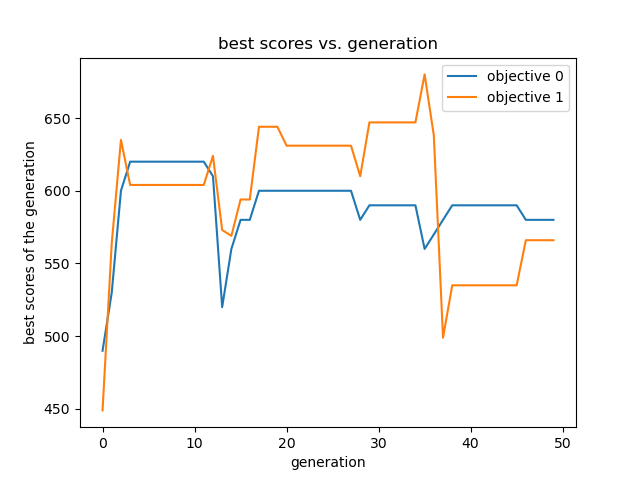 best scores vs. generation
objective 0
objective 1
best scores of the generation
650
600
550
500
450
0 10 20 30 40 50
generation